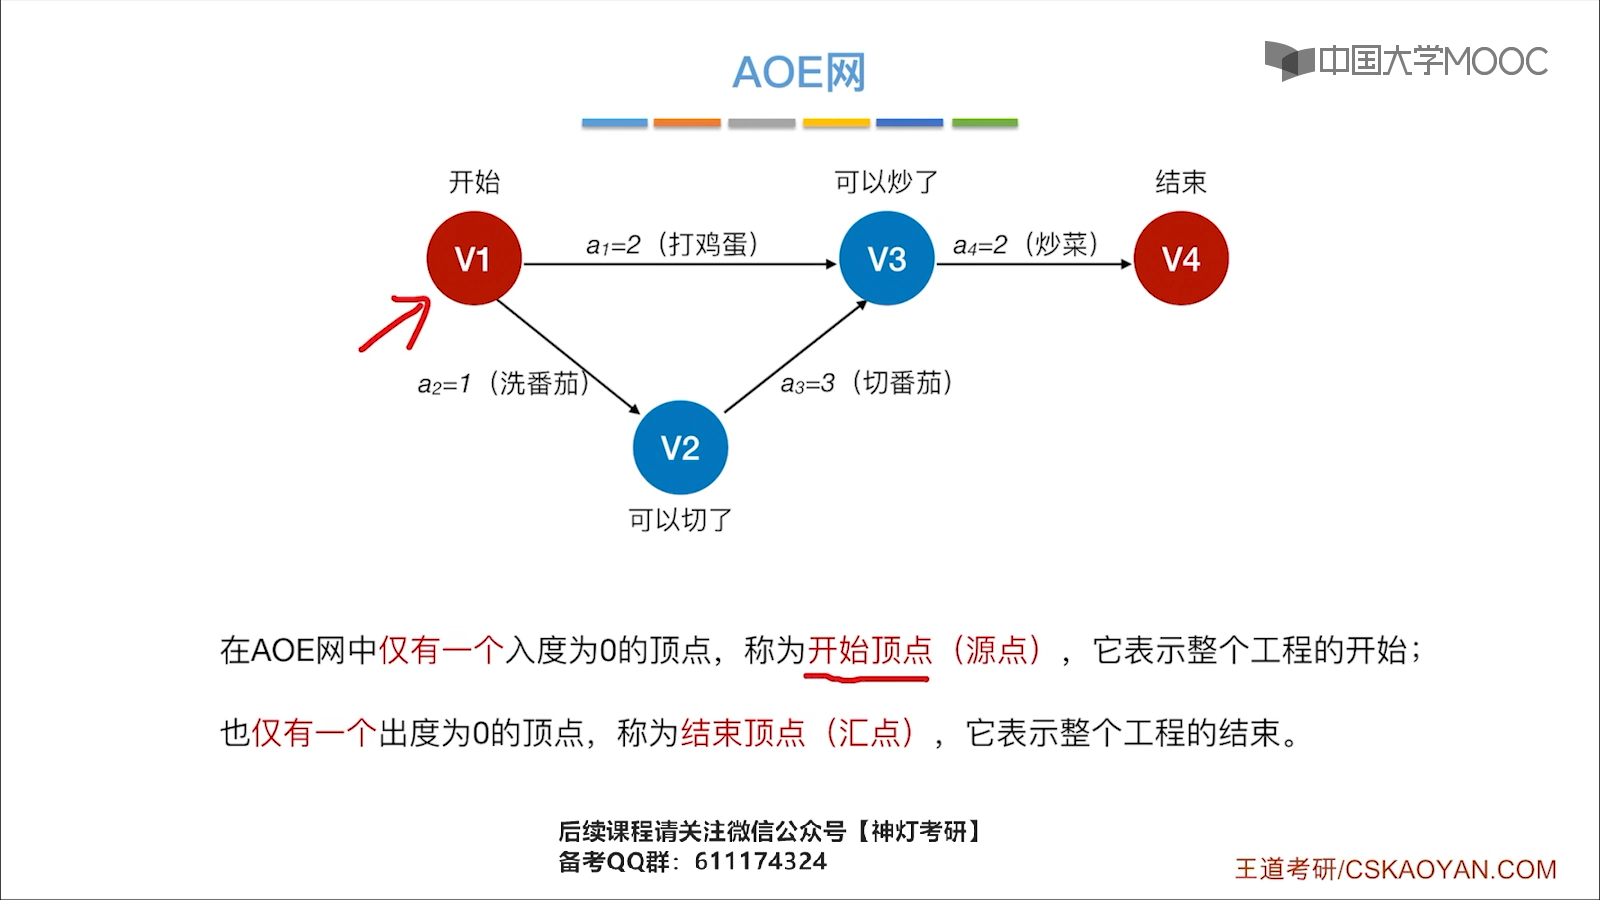 AOE网
中国大学MOOC
开始
可以炒了
结束
V1
a1=2（打鸡蛋）
V3
a4=2（炒菜）
V4
a2=1（洗番茄）
a3=3（切番茄）
V2
可以切了
在AOE网中仅有一个入度为0的顶点，称为开始顶点（源点），它表示整个工程的开始；
也仅有一个出度为0的顶点，称为结束顶点（汇点），它表示整个工程的结束。
后续课程请关注微信公众号【神灯考研】
备考QQ群：611174324
王道考研/CSKAOYAN.COM